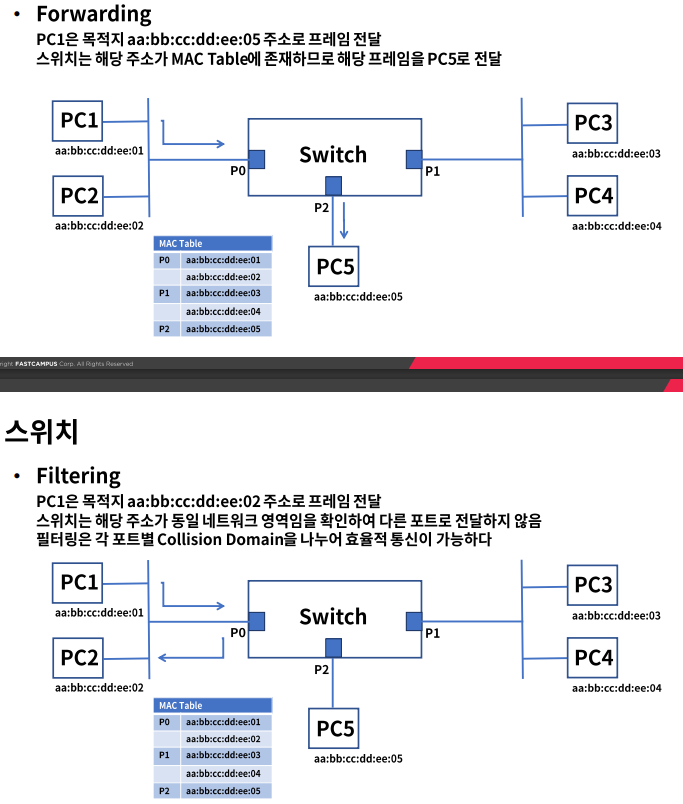 • Forwarding
PC1은 목적지 aa:bb:cc:dd:ee:05 주소로 프레임 전달
스위치는 해당 주소가 MAC Table에 존재하므로 해당 프레임을 PC5로 전달
PC1
aa:bb:cc:dd:ee:01
PC2
aa:bb:cc:dd:ee:02
Switch
P0
P1
P2
PC3
aa:bb:cc:dd:ee:03
PC4
aa:bb:cc:dd:ee:04
PC5
aa:bb:cc:dd:ee:05
MAC Table
P0 aa:bb:cc:dd:ee:01
aa:bb:cc:dd:ee:02
P1 aa:bb:cc:dd:ee:03
aa:bb:cc:dd:ee:04
P2 aa:bb:cc:dd:ee:05
right FASTCAMPUS Corp. All Rights Reserved
스위치
• Filtering
PC1은 목적지 aa:bb:cc:dd:ee:02 주소로 프레임 전달
스위치는 해당 주소가 동일 네트워크 영역임을 확인하여 다른 포트로 전달하지 않음
필터링은 각 포트별 Collision Domain을 나누어 효율적 통신이 가능하다
PC1
aa:bb:cc:dd:ee:01
PC2
aa:bb:cc:dd:ee:02
Switch
P0
P1
P2
PC3
aa:bb:cc:dd:ee:03
PC4
aa:bb:cc:dd:ee:04
PC5
aa:bb:cc:dd:ee:05
MAC Table
P0 aa:bb:cc:dd:ee:01
aa:bb:cc:dd:ee:02
P1 aa:bb:cc:dd:ee:03
aa:bb:cc:dd:ee:04
P2 aa:bb:cc:dd:ee:05